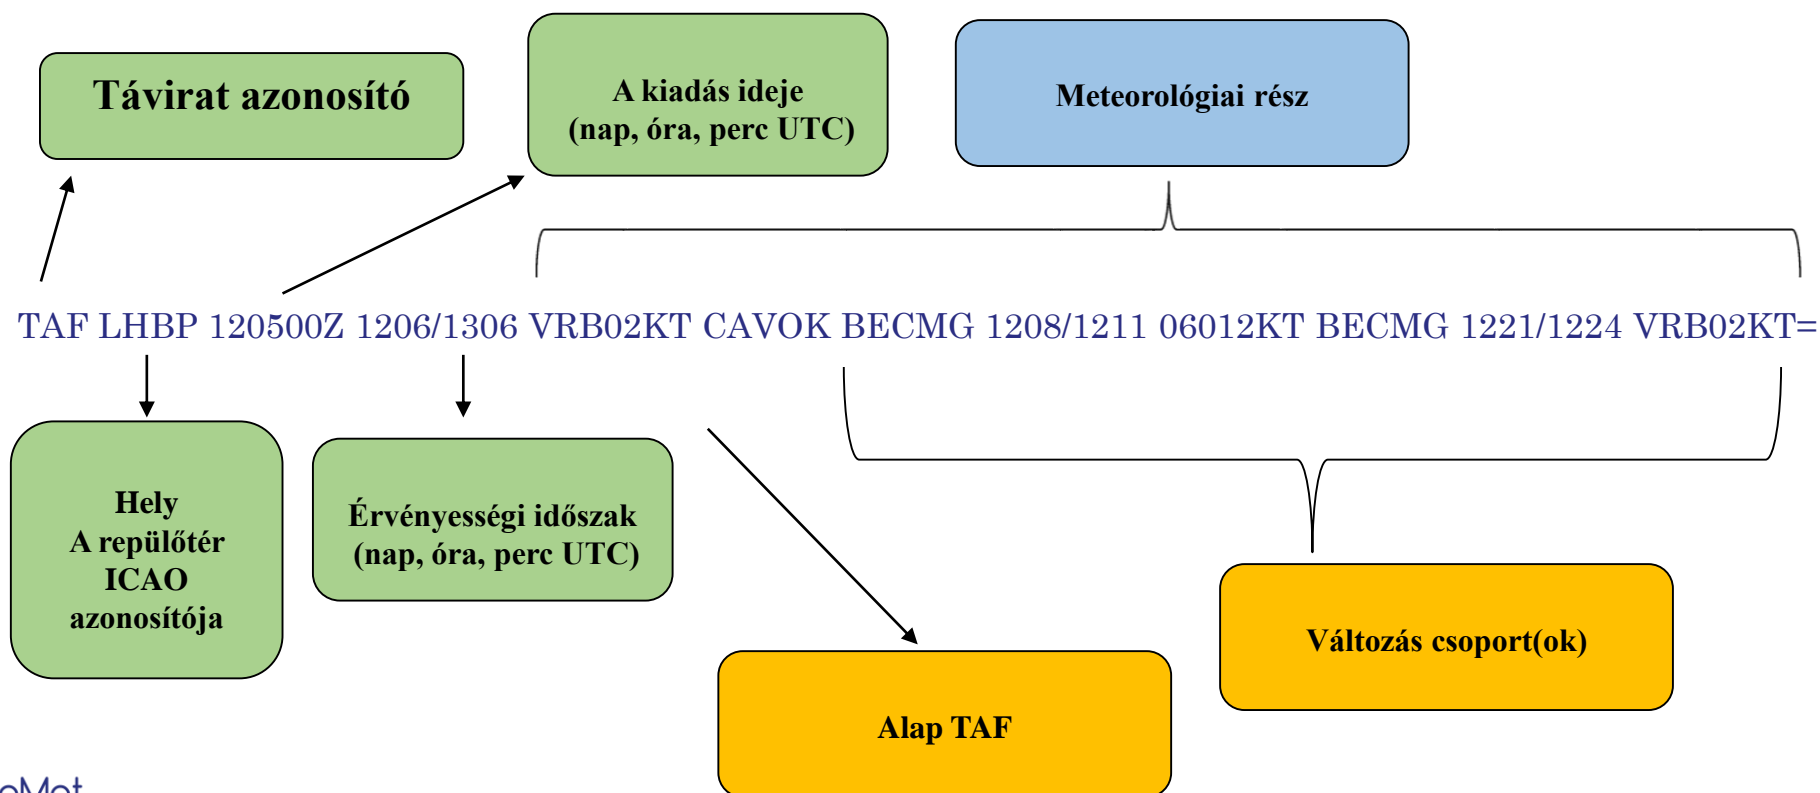 Távirat azonosító
A kiadás ideje
(nap, óra, perc UTC)
Meteorológiai rész
TAF LHBP 120500Z 1206/1306 VRB02KT CAVOK BECMG 1208/1211 06012KT BECMG 1221/1224 VRB02KT=
Hely
A repülőtér
ICAO
azonosítója
Érvényességi időszak
(nap, óra, perc UTC)
Változás csoport(ok)
Alap TAF